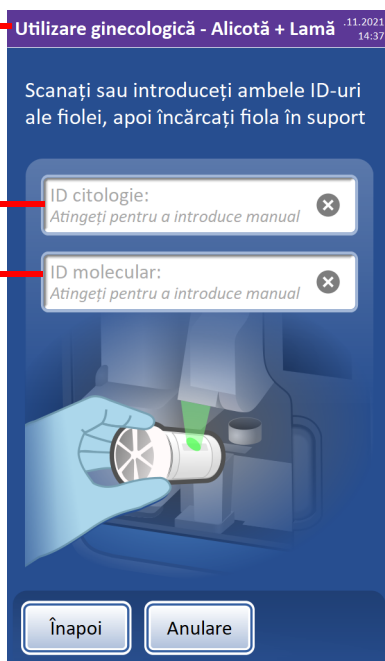 Utilizare ginecologică - Alicotă + Lamă
.11.2021
14:37
Scanați sau introduceți ambele ID-uri
ale fiolei, apoi încărcați fiola în suport
ID citologie:
Atingeți pentru a introduce manual
ID molecular:
Atingeți pentru a introduce manual
Înapoi
Anulare